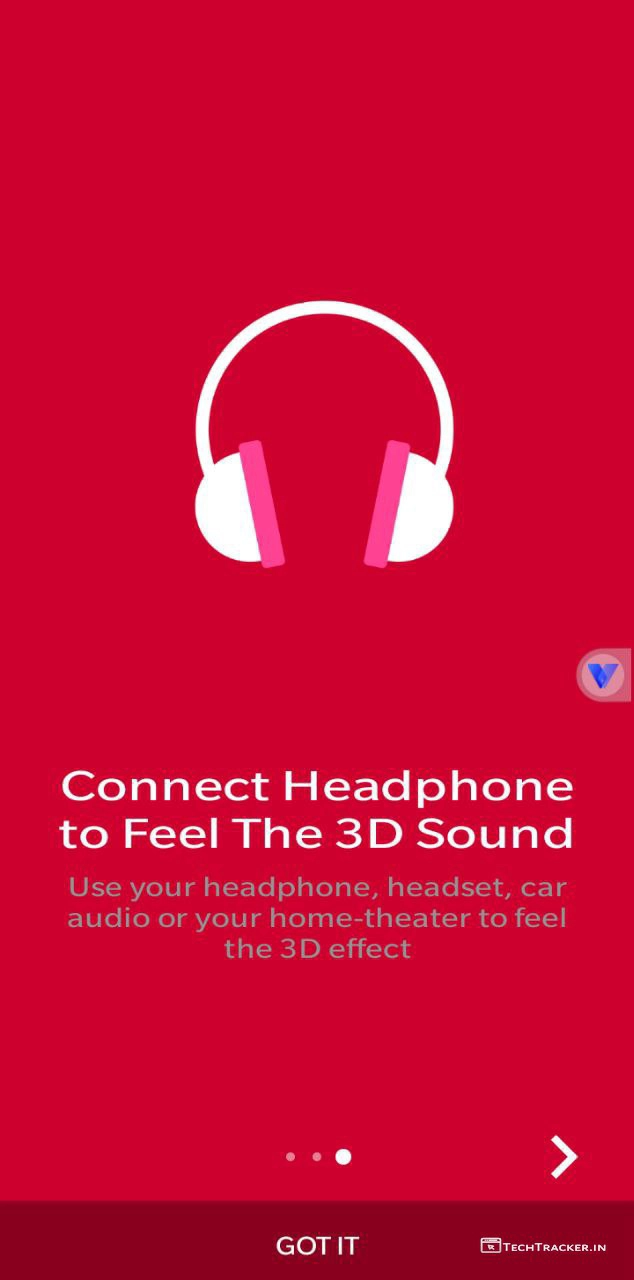 Connect Headphone
to Feel The 3D Sound
Use your headphone, headset, car
audio or your home-theater to feel
the 3D effect
GOT IT
TECHTRACKER.IN